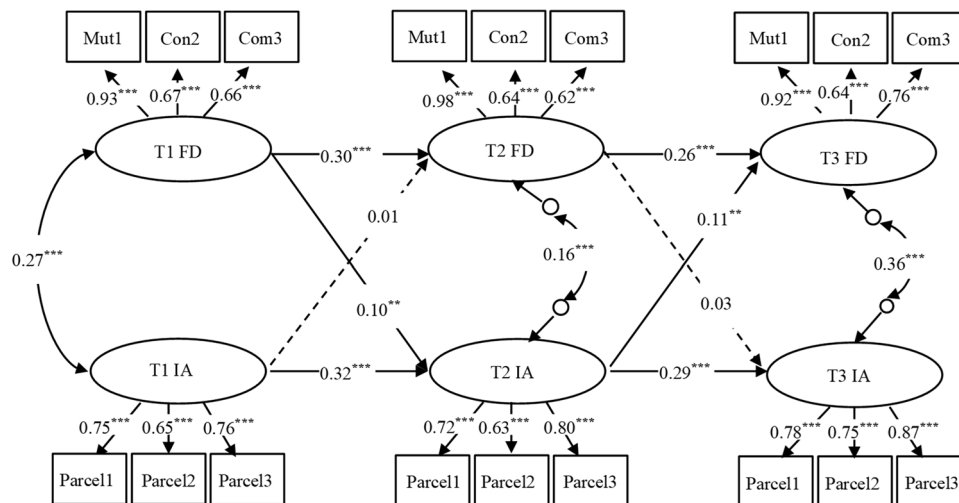 Mut1 Con2 Com3 Mut1 Con2 Com3 Mut1 Con2 Com3
0.93*** 0.67*** 0.66*** 0.98*** 0.64*** 0.62*** 0.92*** 0.64*** 0.76***
T1 FD 0.30*** T2 FD 0.26*** T3 FD
0.01 0.11**
0.27*** 0.16*** 0.36***
0.10** 0.03
T1 IA 0.32*** T2 IA 0.29*** T3 IA
0.75*** 0.65*** 0.76*** 0.72*** 0.63*** 0.80*** 0.78*** 0.75*** 0.87***
Parcel1 Parcel2 Parcel3 Parcel1 Parcel2 Parcel3 Parcel1 Parcel2 Parcel3